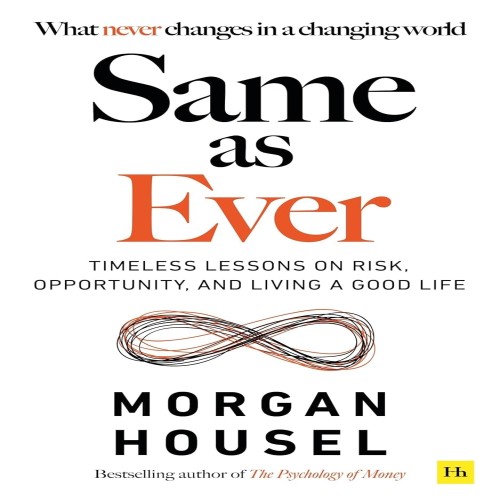 What never changes in a changing world
Same
as
Ever
TIMELESS LESSONS ON RISK,
OPPORTUNITY, AND LIVING A GOOD LIFE
MORGAN
HOUSEL
Bestselling author of The Psychology of Money
Hh